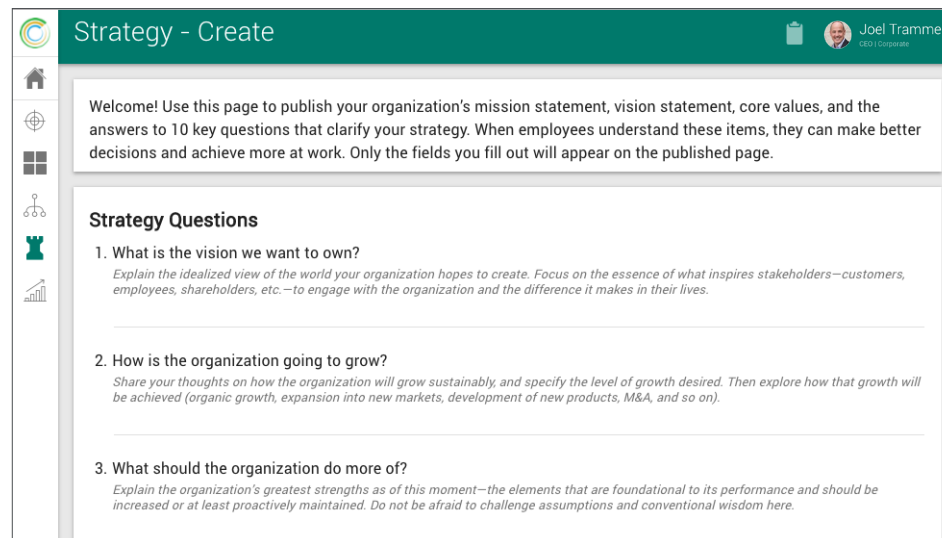 Strategy - Create
Joel Tramme
CEO | Corporate
Welcome! Use this page to publish your organization’s mission statement, vision statement, core values, and the
answers to 10 key questions that clarify your strategy. When employees understand these items, they can make better
decisions and achieve more at work. Only the fields you fill out will appear on the published page.
Strategy Questions
1. What is the vision we want to own?
Explain the idealized view of the world your organization hopes to create. Focus on the essence of what inspires stakeholders—customers,
employees, shareholders, etc.—to engage with the organization and the difference it makes in their lives.
2. How is the organization going to grow?
Share your thoughts on how the organization will grow sustainably, and specify the level of growth desired. Then explore how that growth will
be achieved (organic growth, expansion into new markets, development of new products, M&A, and so on).
3. What should the organization do more of?
Explain the organization’s greatest strengths as of this moment—the elements that are foundational to its performance and should be
increased or at least proactively maintained. Do not be afraid to challenge assumptions and conventional wisdom here.